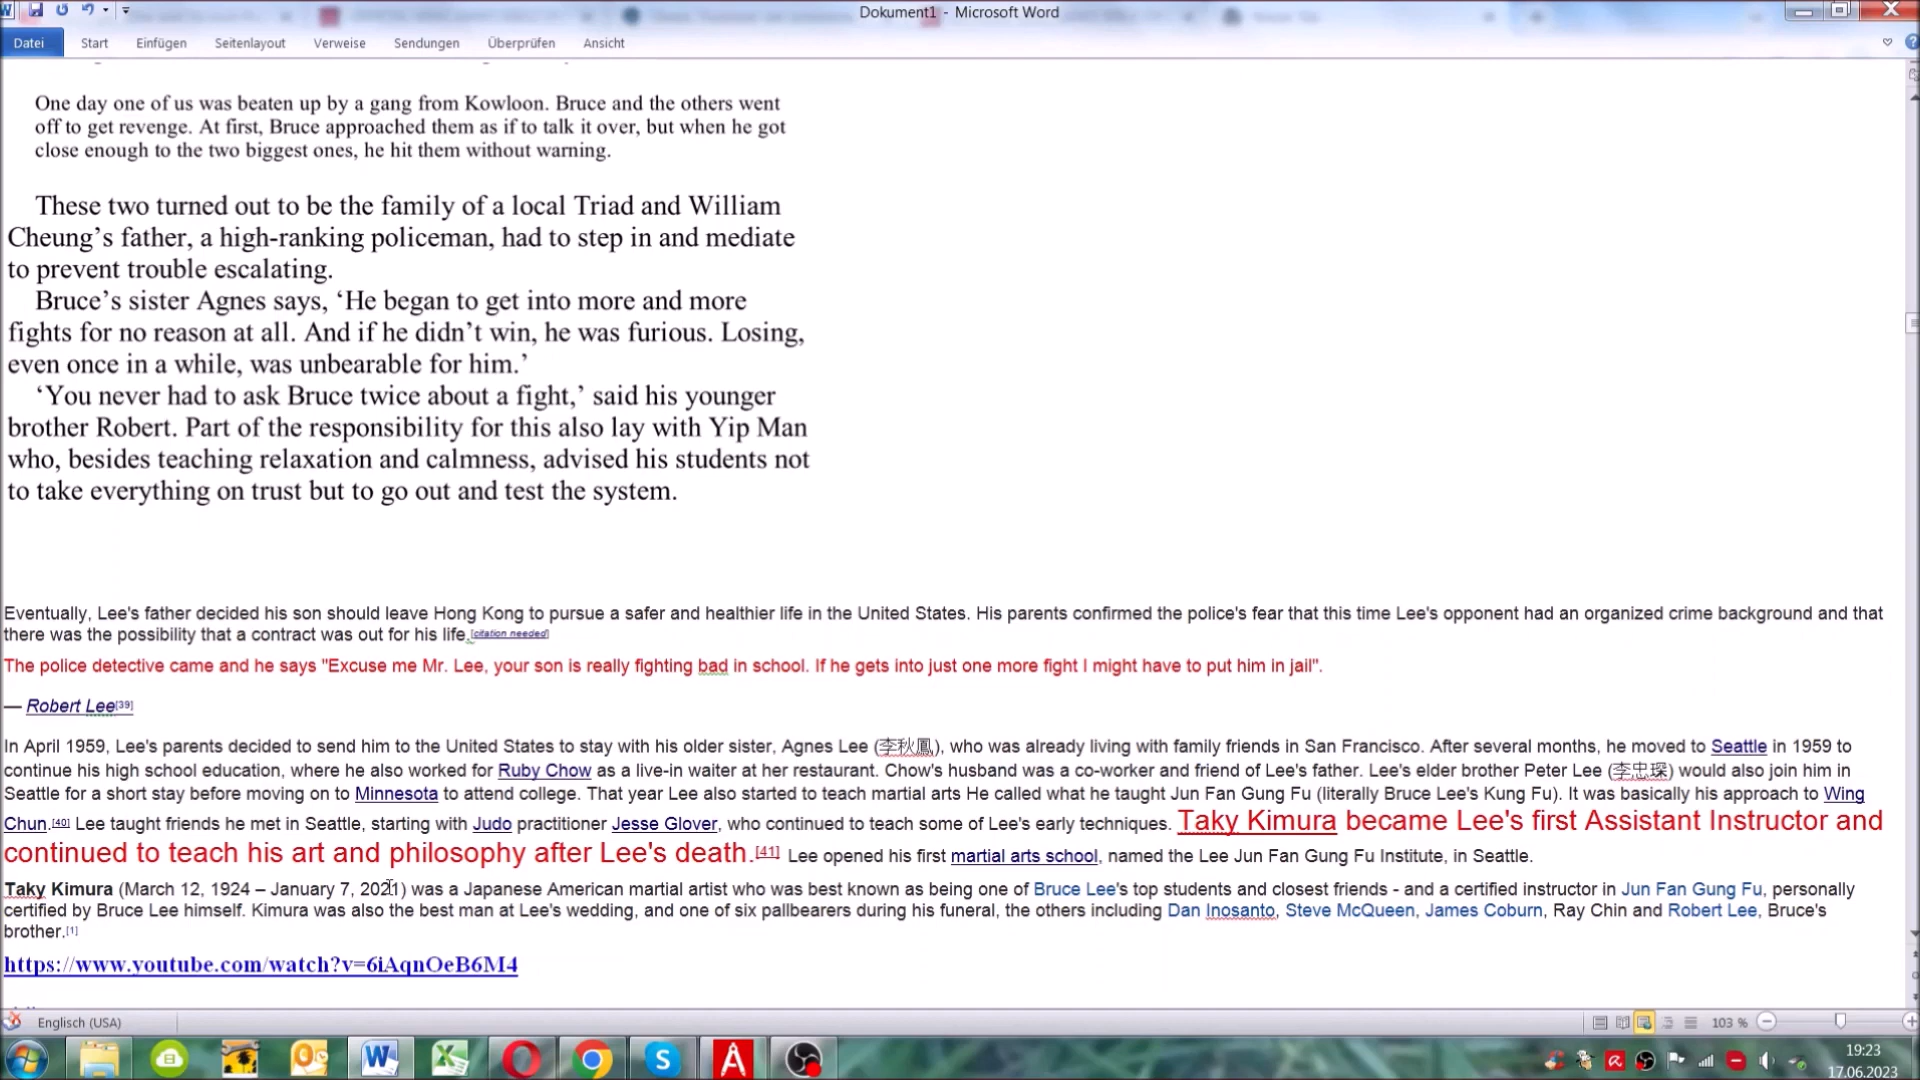 Dokument1 - Microsoft Word
Datei Start Einfügen Seitenlayout Verweise Sendungen Überprüfen Ansicht
One day one of us was beaten up by a gang from Kowloon. Bruce and the others went
off to get revenge. At first, Bruce approached them as if to talk it over, but when he got
close enough to the two biggest ones, he hit them without warning.
These two turned out to be the family of a local Triad and William
Cheung’s father, a high-ranking policeman, had to step in and mediate
to prevent trouble escalating.
Bruce’s sister Agnes says, ‘He began to get into more and more
fights for no reason at all. And if he didn’t win, he was furious. Losing,
even once in a while, was unbearable for him.’
‘You never had to ask Bruce twice about a fight,’ said his younger
brother Robert. Part of the responsibility for this also lay with Yip Man
who, besides teaching relaxation and calmness, advised his students not
to take everything on trust but to go out and test the system.
Eventually, Lee's father decided his son should leave Hong Kong to pursue a safer and healthier life in the United States. His parents confirmed the police's fear that this time Lee's opponent had an organized crime background and that
there was the possibility that a contract was out for his life.[citation needed]
The police detective came and he says "Excuse me Mr. Lee, your son is really fighting bad in school. If he gets into just one more fight I might have to put him in jail".
— Robert Lee[39]
In April 1959, Lee's parents decided to send him to the United States to stay with his older sister, Agnes Lee (李秋鳳), who was already living with family friends in San Francisco. After several months, he moved to Seattle in 1959 to
continue his high school education, where he also worked for Ruby Chow as a live-in waiter at her restaurant. Chow's husband was a co-worker and friend of Lee's father. Lee's elder brother Peter Lee (李忠琛) would also join him in
Seattle for a short stay before moving on to Minnesota to attend college. That year Lee also started to teach martial arts He called what he taught Jun Fan Gung Fu (literally Bruce Lee's Kung Fu). It was basically his approach to Wing
Chun.[40] Lee taught friends he met in Seattle, starting with Judo practitioner Jesse Glover, who continued to teach some of Lee's early techniques. Taky Kimura became Lee's first Assistant Instructor and
continued to teach his art and philosophy after Lee's death.[41] Lee opened his first martial arts school, named the Lee Jun Fan Gung Fu Institute, in Seattle.
Taky Kimura (March 12, 1924 – January 7, 2021) was a Japanese American martial artist who was best known as being one of Bruce Lee's top students and closest friends - and a certified instructor in Jun Fan Gung Fu, personally
certified by Bruce Lee himself. Kimura was also the best man at Lee's wedding, and one of six pallbearers during his funeral, the others including Dan Inosanto, Steve McQueen, James Coburn, Ray Chin and Robert Lee, Bruce's
brother.[1]
https://www.youtube.com/watch?v=6iAqnOeB6M4
Englisch (USA) 103 %
19:23
17.06.2023